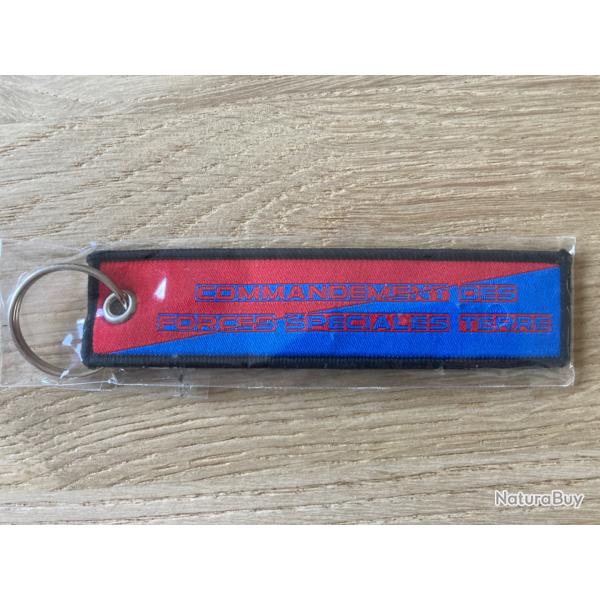 COMMANDEMENT DES
FORCES SPECIALES TERRE
NaturaBuy